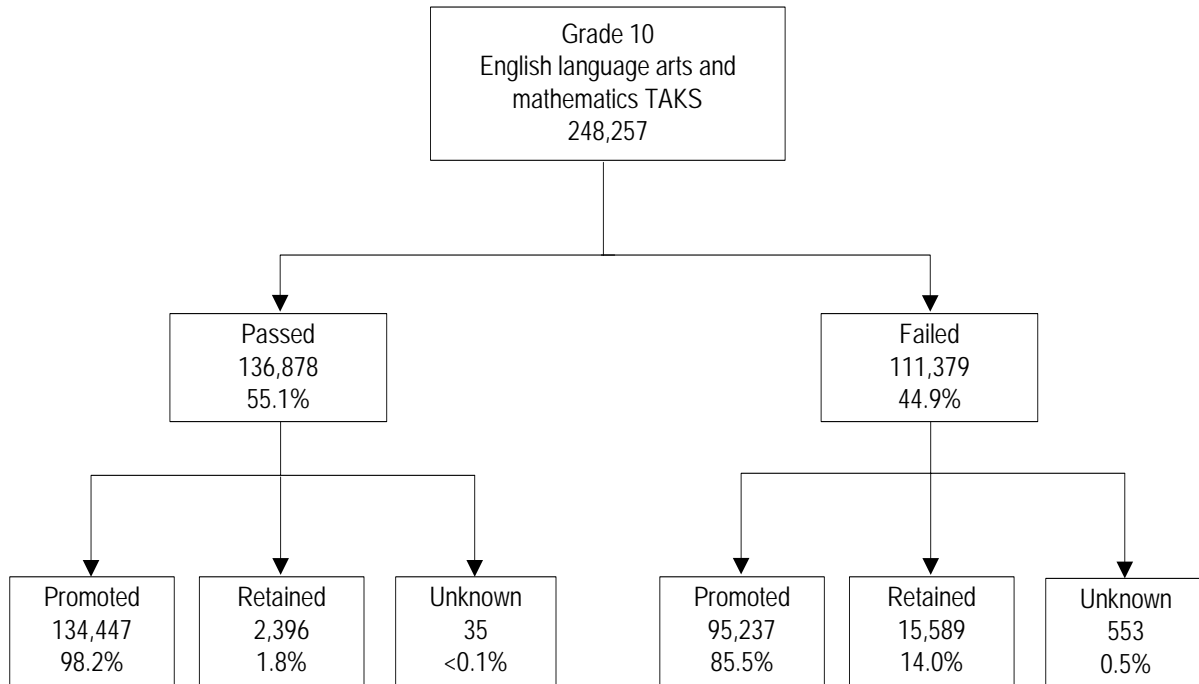 Grade 10
English language arts and
mathematics TAKS
248,257
Passed
136,878
55.1%
Failed
111,379
44.9%
Promoted
134,447
98.2%
Retained
2,396
1.8%
Unknown
35
<0.1%
Promoted
95,237
85.5%
Retained
15,589
14.0%
Unknown
553
0.5%